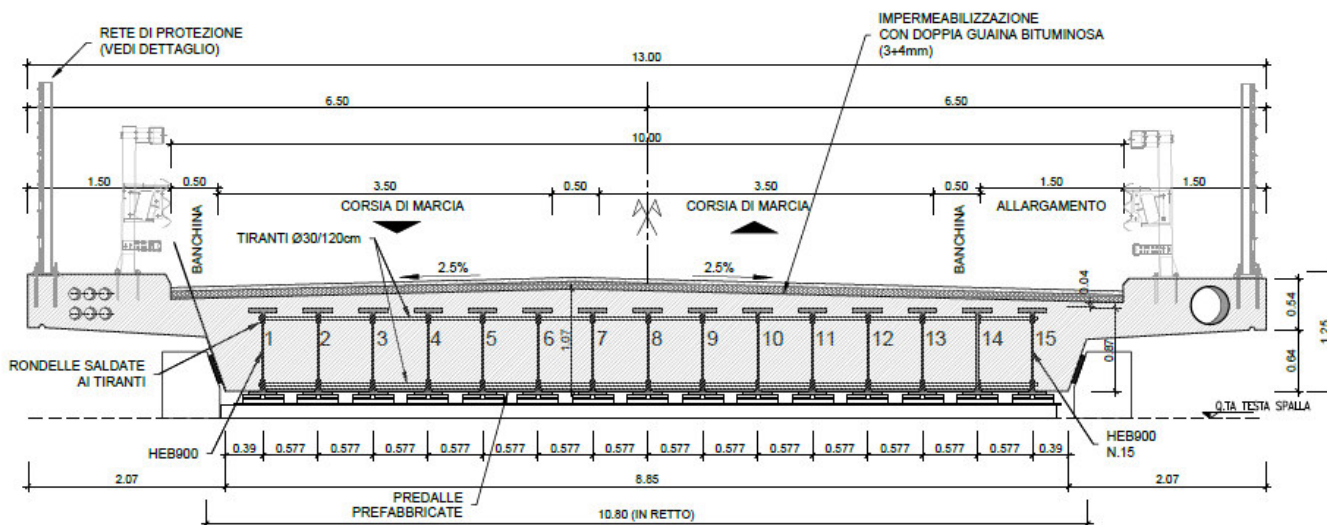 RETE DI PROTEZIONE
(VEDI DETTAGLIO)
IMPERMEABILIZZAZIONE
CON DOPPIA GUAINA BITUMINOSA
(3+4mm)
13.00
6.50
6.50
10.00
1.50
0.50
3.50
0.50
3.50
0.50
1.50
1.50
BANCHINA
CORSIA DI MARCIA
CORSIA DI MARCIA
BANCHINA
ALLARGAMENTO
TIRANTI Ø30/120cm
2.5%
2.5%
0.04
0.54
1.25
1 2 3 4 5 6 7 8 9 10 11 12 13 14 15
1.07
0.87
0.64
RONDELLE SALDATE
AI TIRANTI
Q.TA TESTA SPALLA
HEB900
HEB900
N.15
0.39 0.577 0.577 0.577 0.577 0.577 0.577 0.577 0.577 0.577 0.577 0.577 0.577 0.577 0.577 0.39
2.07
8.85
2.07
PREDALLE
PREFABBRICATE
10.80 (IN RETTO)